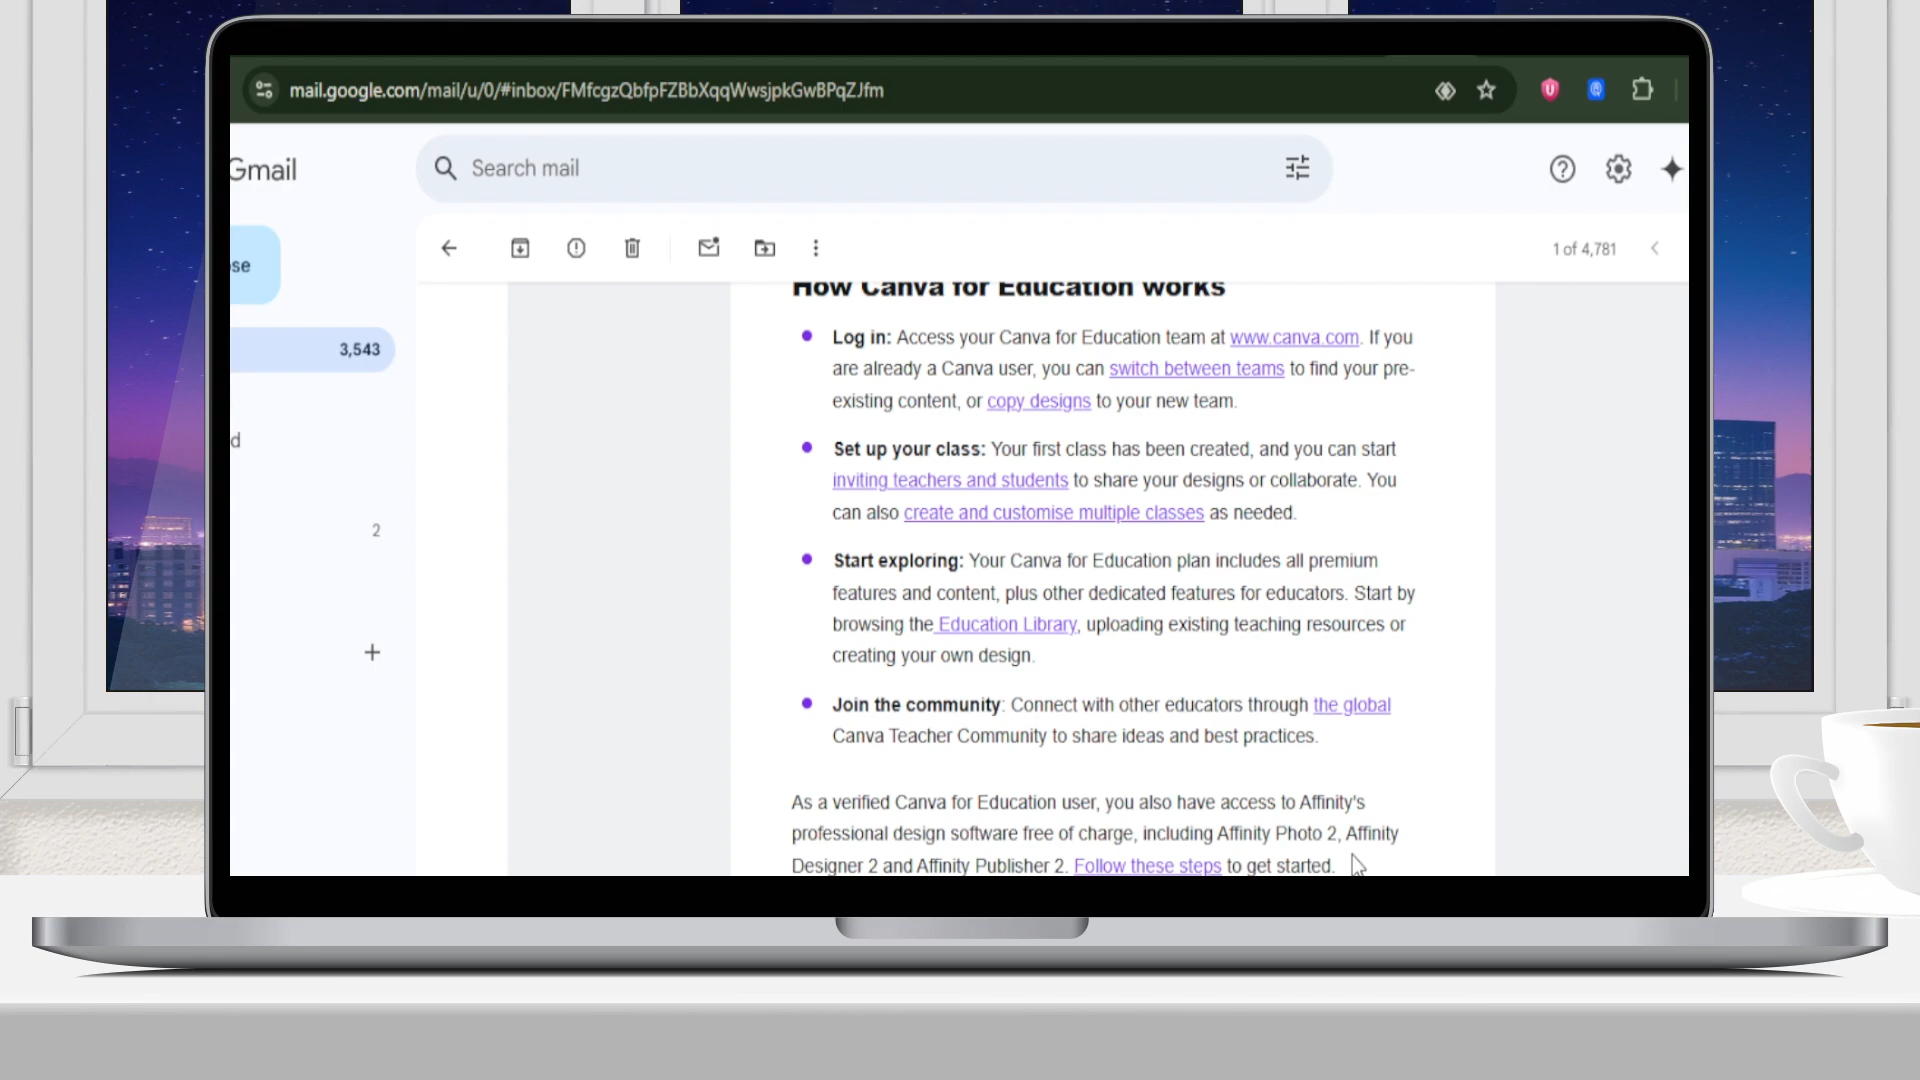 mail.google.com/mail/u/0/#inbox/FMfcgzQbfpFZBbXqqWwsjpkGwBPqZJfm
Gmail
Search mail
se
1 of 4,781
3,543
d
2
How Canva for Education works
Log in: Access your Canva for Education team at www.canva.com. If you
are already a Canva user, you can switch between teams to find your pre-
existing content, or copy designs to your new team.
Set up your class: Your first class has been created, and you can start
inviting teachers and students to share your designs or collaborate. You
can also create and customise multiple classes as needed.
Start exploring: Your Canva for Education plan includes all premium
features and content, plus other dedicated features for educators. Start by
browsing the Education Library, uploading existing teaching resources or
creating your own design.
Join the community: Connect with other educators through the global
Canva Teacher Community to share ideas and best practices.
As a verified Canva for Education user, you also have access to Affinity's
professional design software free of charge, including Affinity Photo 2, Affinity
Designer 2 and Affinity Publisher 2. Follow these steps to get started.